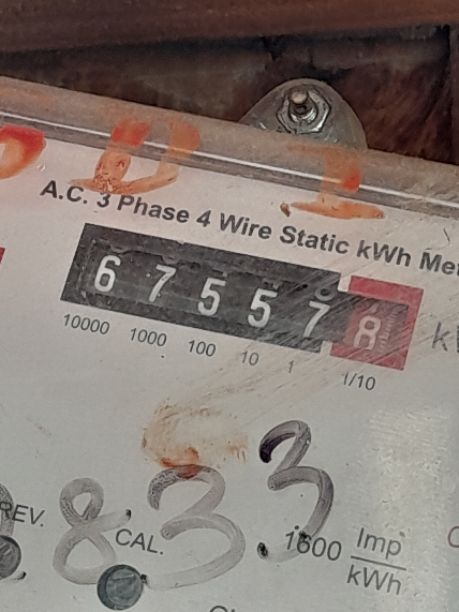 A.C. 3 Phase 4 Wire Static kWh Me
67557 8
10000 1000 100 10 1 1/10
833
REV. CAL.
1600 Imp/kWh